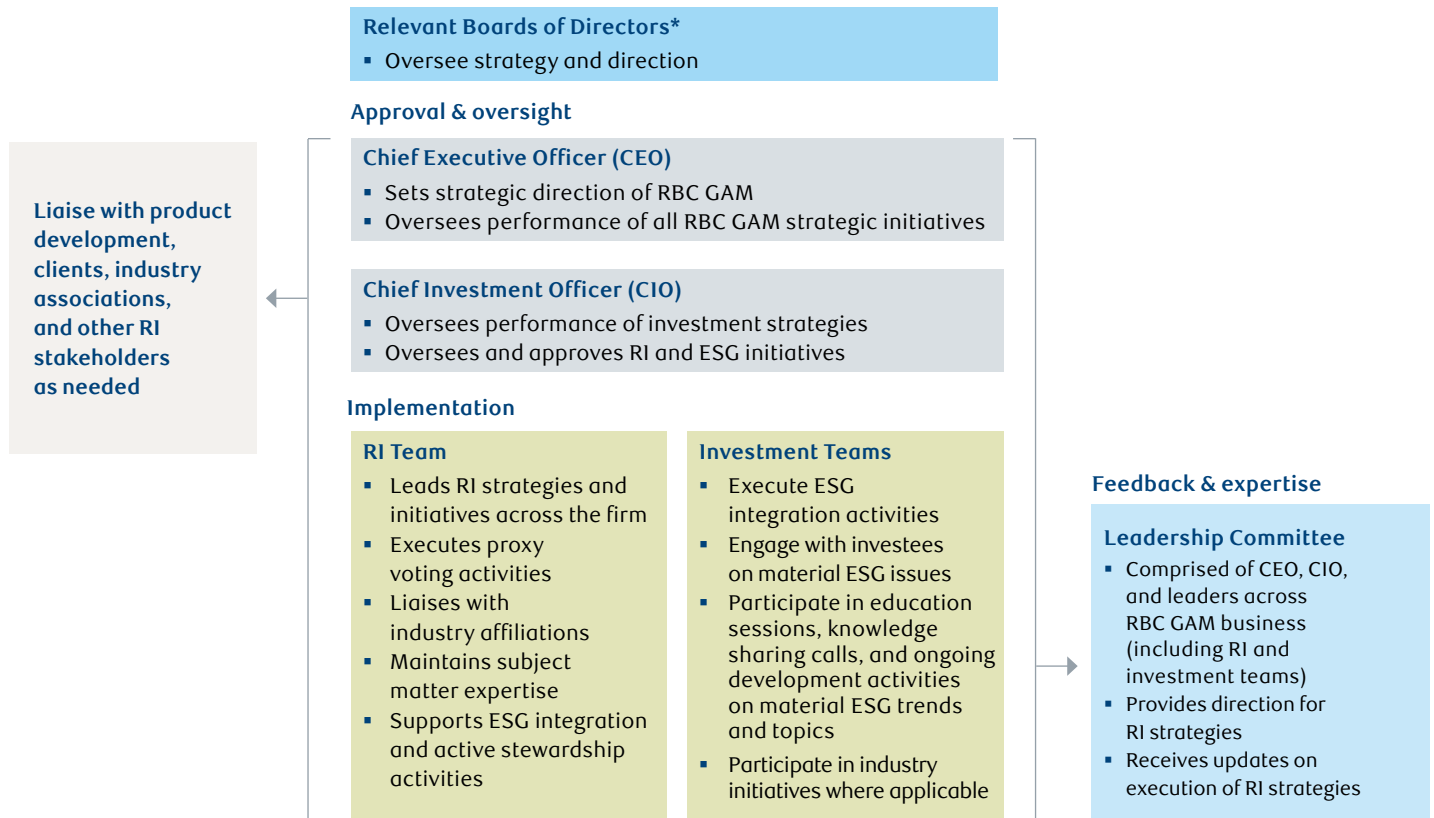 Relevant Boards of Directors*
▪ Oversee strategy and direction
Approval & oversight
Chief Executive Officer (CEO)
▪ Sets strategic direction of RBC GAM
▪ Oversees performance of all RBC GAM strategic initiatives
Liaise with product
development,
clients, industry
associations,
and other RI
stakeholders
as needed
Chief Investment Officer (CIO)
▪ Oversees performance of investment strategies
▪ Oversees and approves RI and ESG initiatives
Implementation
RI Team
▪ Leads RI strategies and
initiatives across the firm
▪ Executes proxy
voting activities
▪ Liaises with
industry affiliations
▪ Maintains subject
matter expertise
▪ Supports ESG integration
and active stewardship
activities
Investment Teams
▪ Execute ESG
integration activities
▪ Engage with investees
on material ESG issues
▪ Participate in education
sessions, knowledge
sharing calls, and ongoing
development activities
on material ESG trends
and topics
▪ Participate in industry
initiatives where applicable
Feedback & expertise
Leadership Committee
▪ Comprised of CEO, CIO,
and leaders across
RBC GAM business
(including RI and
investment teams)
▪ Provides direction for
RI strategies
▪ Receives updates on
execution of RI strategies